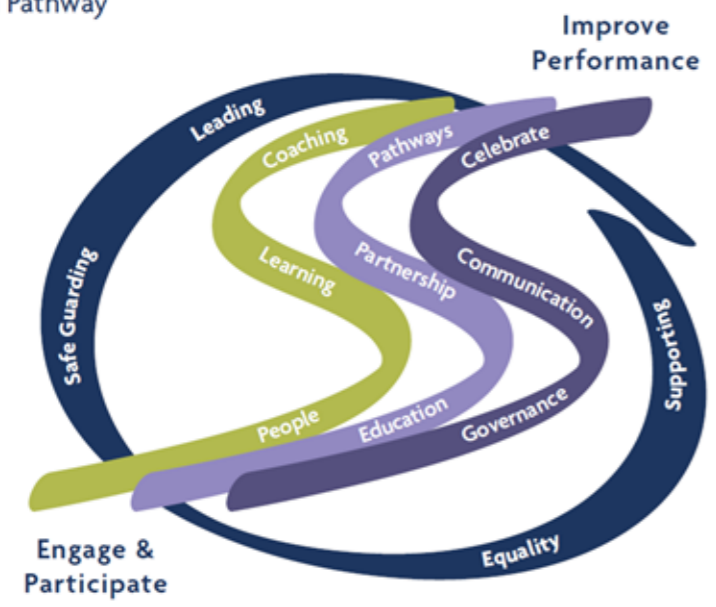 Pathway
Improve
Performance
Leading
Coaching
Pathways
Celebrate
Safe Guarding
Learning
Partnership
Communication
Supporting
People
Education
Governance
Equality
Engage &
Participate